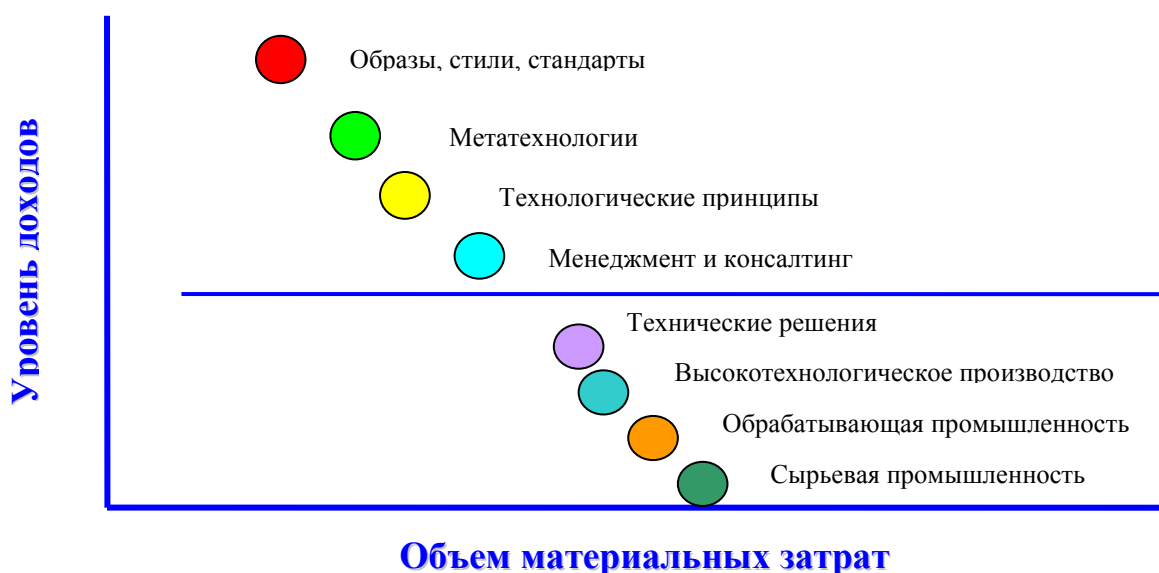 Уровень доходов
Образы, стили, стандарты
Метатехнологии
Технологические принципы
Менеджмент и консалтинг
Технические решения
Высокотехнологическое производство
Обрабатывающая промышленность
Сырьевая промышленность
Объем материальных затрат